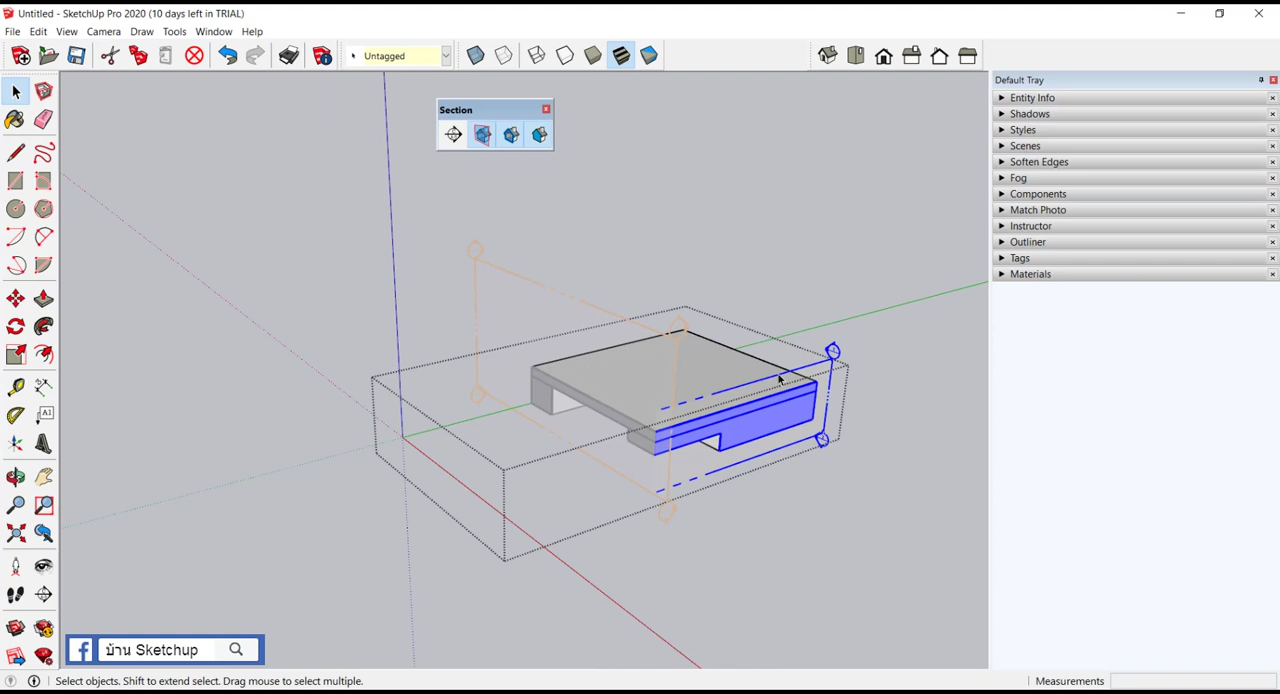 Untitled - SketchUp Pro 2020 (10 days left in TRIAL)
File Edit View Camera Draw Tools Window Help
Untagged
Default Tray
Section
Entity Info
Shadows
Styles
Scenes
Soften Edges
Fog
Components
Match Photo
Instructor
Outliner
Tags
Materials
A1
บ้าน Sketchup
Select objects. Shift to extend select. Drag mouse to select multiple.
Measurements